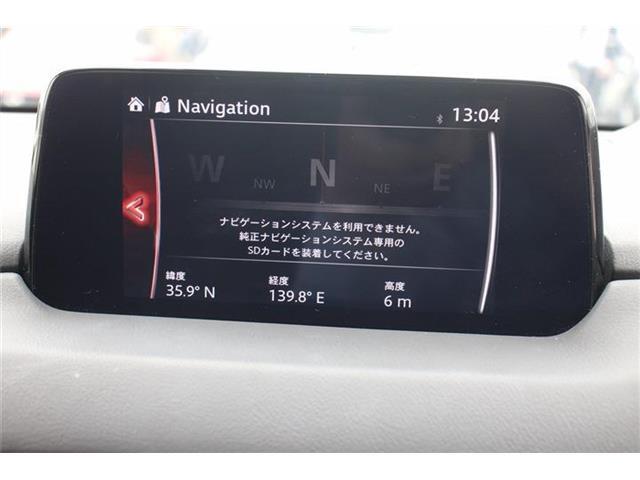 Navigation
13:04
W NW N NE E
ナビゲーションシステムを利用できません。
純正ナビゲーションシステム専用の
SDカードを装着してください。
緯度 経度 高度
35.9° N 139.8° E 6 m